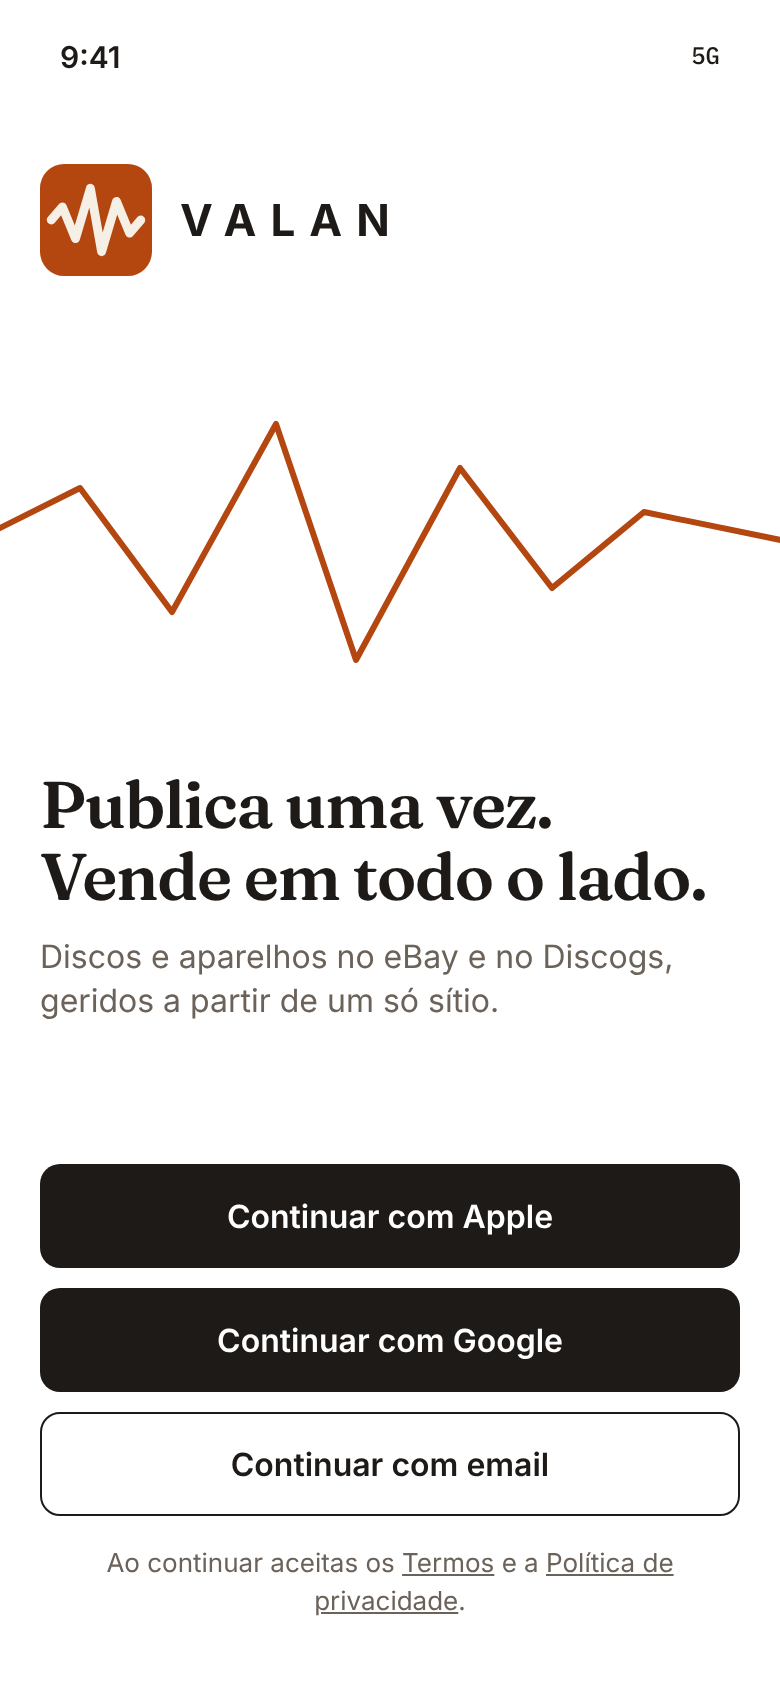 9:41
5G
VALAN
Publica uma vez.
Vende em todo o lado.
Discos e aparelhos no eBay e no Discogs,
geridos a partir de um só sítio.
Continuar com Apple
Continuar com Google
Continuar com email
Ao continuar aceitas os Termos e a Política de
privacidade.